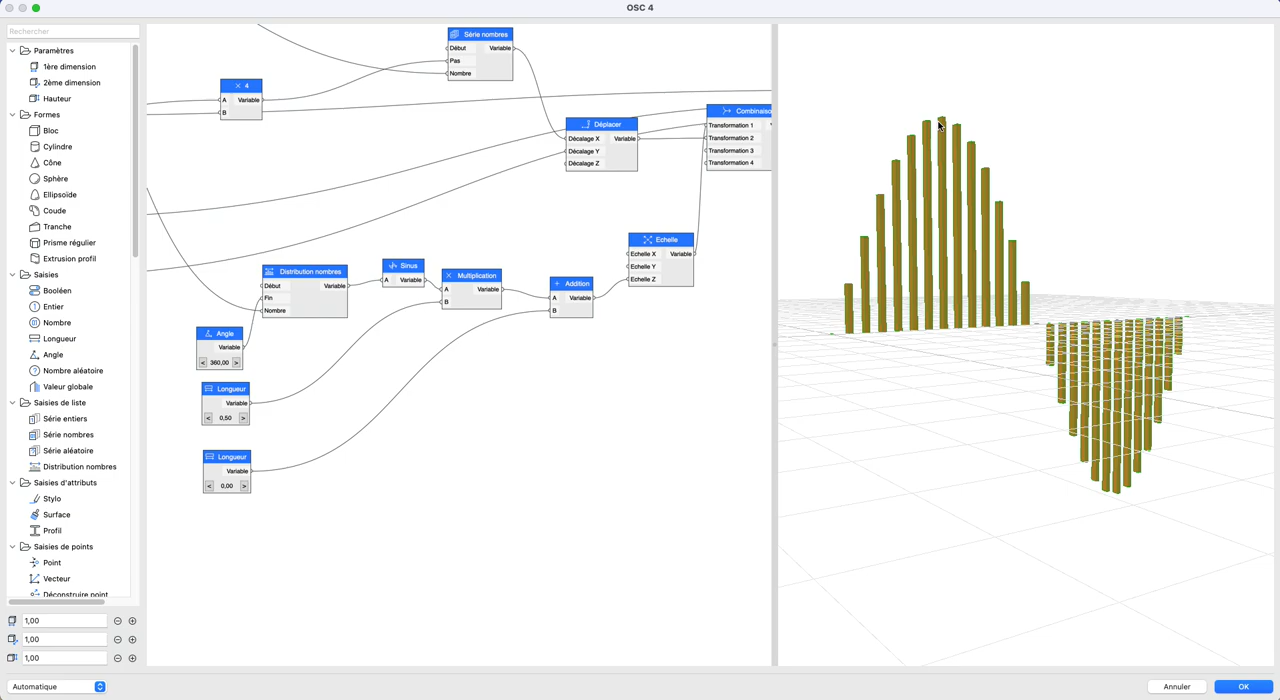 OSC 4
Rechercher
Paramètres
1ère dimension
2ème dimension
Hauteur
Formes
Bloc
Cylindre
Cône
Sphère
Ellipsoïde
Coude
Tranche
Prisme régulier
Extrusion profil
Saisies
Booléen
Entier
Nombre
Longueur
Angle
Nombre aléatoire
Valeur globale
Saisies de liste
Série entiers
Série nombres
Série aléatoire
Distribution nombres
Saisies d'attributs
Stylo
Surface
Profil
Saisies de points
Point
Vecteur
Déconstruire point
1,00
1,00
1,00
Automatique
Série nombres
Début Variable
Pas
Nombre
× 4
A Variable
B
Déplacer
Décalage X Variable
Décalage Y
Décalage Z
Combinaiso
Transformation 1
Transformation 2
Transformation 3
Transformation 4
Echelle
Echelle X Variable
Echelle Y
Echelle Z
Distribution nombres
Début Variable
Fin
Nombre
Sinus
A Variable
× Multiplication
A Variable
B
+ Addition
A Variable
B
Angle
Variable
< 360,00 >
Longueur
Variable
< 0,50 >
Longueur
Variable
< 0,00 >
Annuler
OK